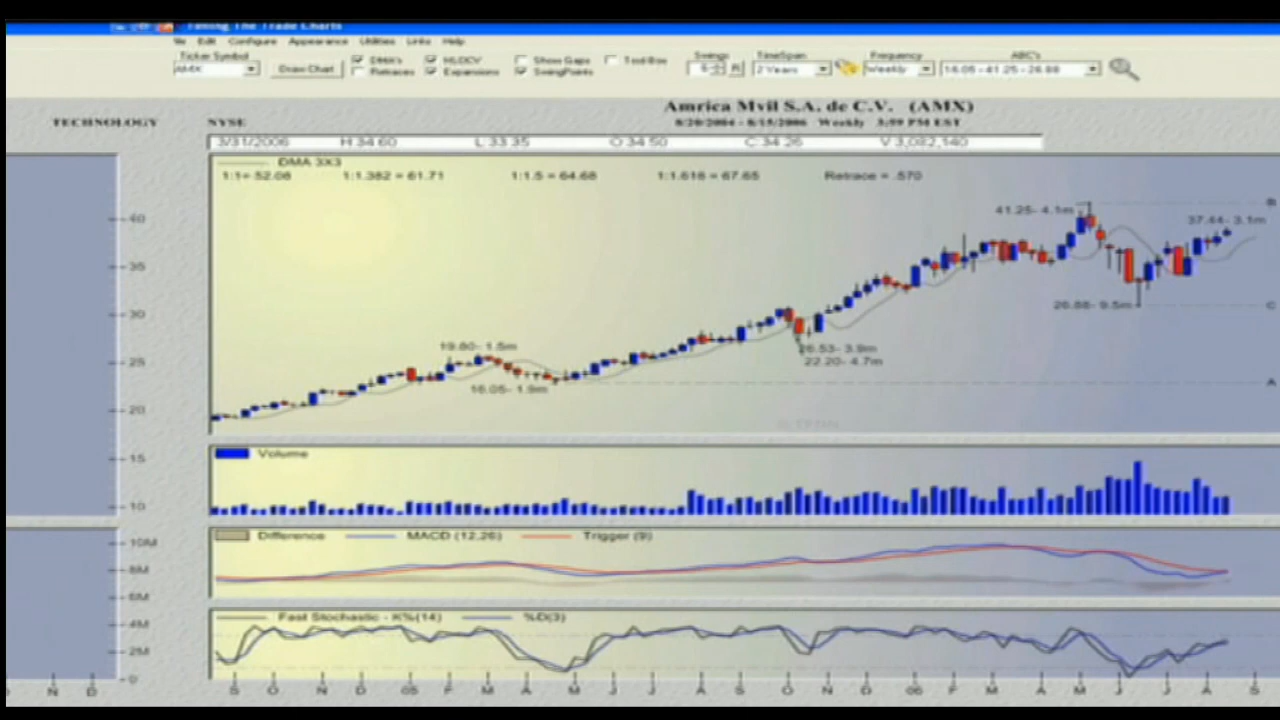 Timing The Trade Charts
Edit Configure Appearance Utilities Links Help
Ticker Symbol
AMX
Draw Chart
DMA's
Retraces
HLOCV
Expansions
Show Gaps
SwingPoints
Tool Box
Swings
TimeSpan
2 Years
Frequency
Weekly
ABC's
16.05 - 41.25 - 26.88
Amrica Mvil S.A. de C.V. (AMX)
TECHNOLOGY NYSE 8/20/2004 - 8/15/2006 Weekly 3:59 PM EST
3/31/2006 H:34.60 L:33.35 O:34.50 C:34.26 V:3,082,140
DMA 3X3
1:1= 52.08 1:1.382 = 61.71 1:1.5 = 64.68 1:1.618 = 67.65 Retrace = .570
41.25- 4.1m
B
37.44- 3.1m
40
35
26.88- 9.5m
C
30
19.80- 1.5m
26.53- 3.9m
22.20- 4.7m
25
16.05- 1.9m
A
20
15
10
Volume
Difference MACD (12,26) Trigger (9)
10M
8M
6M
Fast Stochastic - K%(14) %D(3)
4M
2M
0
N D S O N D 05 F M A M J J A S O N D 06 F M A M J J A S